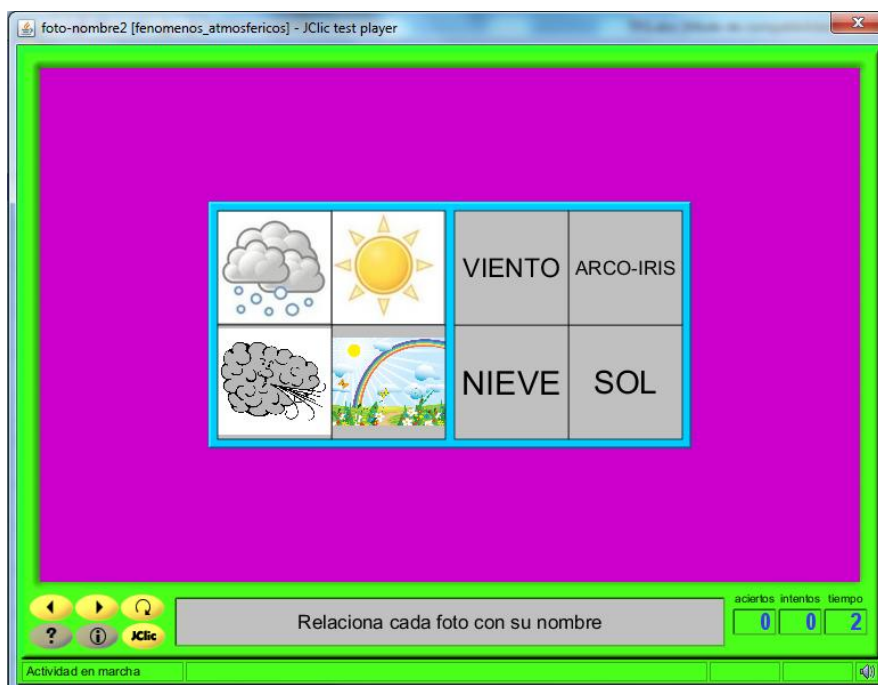 foto-nombre2 [fenomenos_atmosfericos] - JClic test player
VIENTO
ARCO-IRIS
NIEVE
SOL
Relaciona cada foto con su nombre
aciertos intentos tiempo
0 0 2
? i JClic
Actividad en marcha